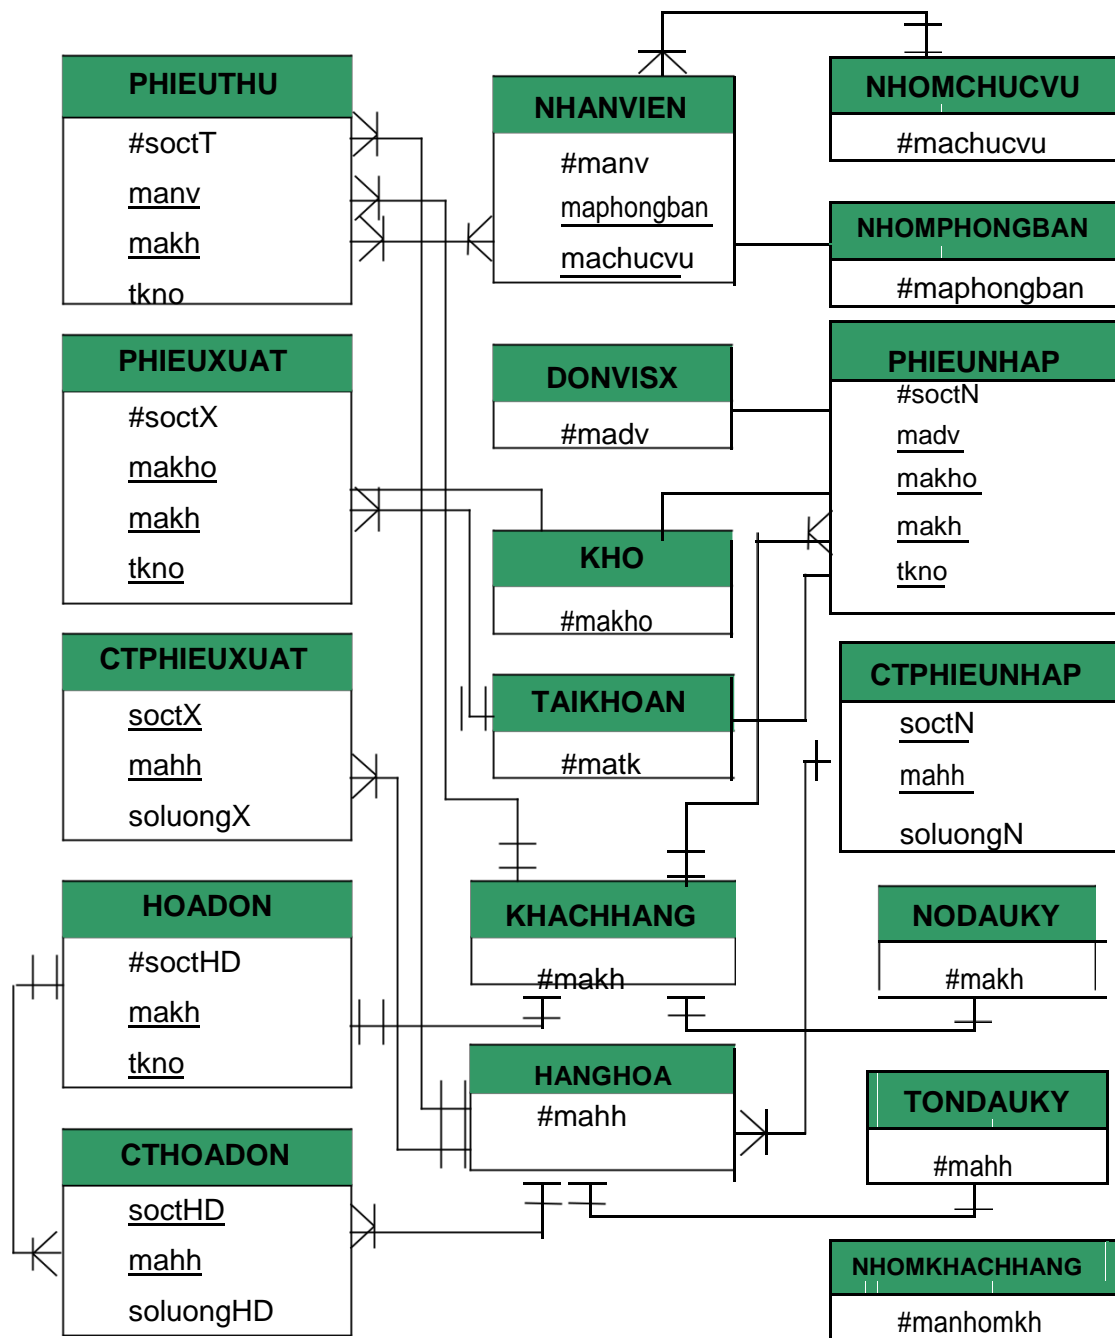 PHIEUTHU
#soctT
manv
makh
tkno
PHIEUXUAT
#soctX
makho
makh
tkno
CTPHIEUXUAT
soctX
mahh
soluongX
HOADON
#soctHD
makh
tkno
CTHOADON
soctHD
mahh
soluongHD
NHANVIEN
#manv
maphongban
machucvu
DONVISX
#madv
KHO
#makho
TAIKHOAN
#matk
KHACHHANG
#makh
HANGHOA
#mahh
NHOMCHUCVU
#machucvu
NHOMPHONGBAN
#maphongban
PHIEUNHAP
#soctN
madv
makho
makh
tkno
CTPHIEUNHAP
soctN
mahh
soluongN
NODAUKY
#makh
TONDAUKY
#mahh
NHOMKHACHHANG
#manhomkh